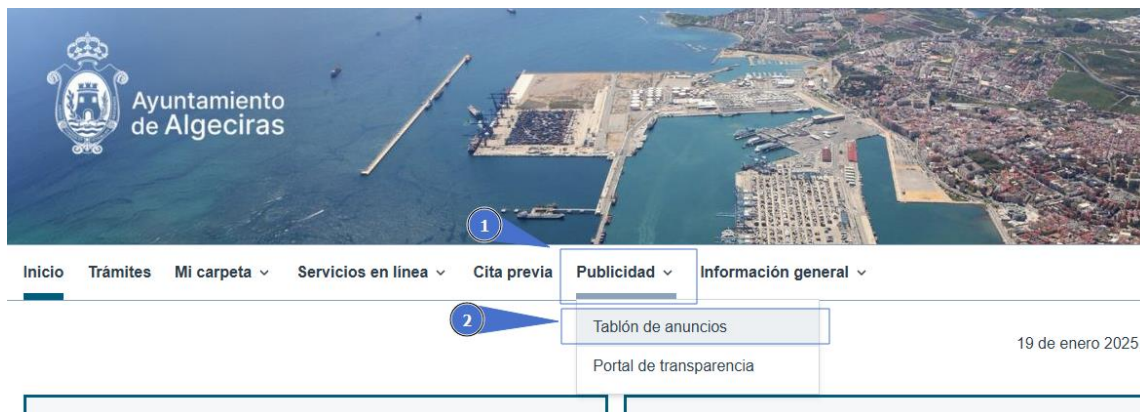 Ayuntamiento
de Algeciras
1
Inicio Trámites Mi carpeta Servicios en línea Cita previa Publicidad Información general
2
Tablón de anuncios
19 de enero 2025
Portal de transparencia